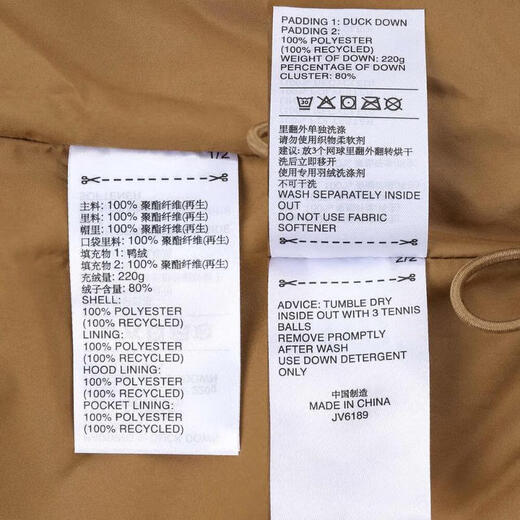 1/2
主料: 100% 聚酯纤维(再生)
里料: 100% 聚酯纤维(再生)
帽里: 100% 聚酯纤维(再生)
口袋里料: 100% 聚酯纤维(再生)
填充物 1: 鸭绒
填充物 2: 100% 聚酯纤维(再生)
充绒量: 220g
绒子含量: 80%
SHELL:
100% POLYESTER
(100% RECYCLED)
LINING:
100% POLYESTER
(100% RECYCLED)
HOOD LINING:
100% POLYESTER
(100% RECYCLED)
POCKET LINING:
100% POLYESTER
(100% RECYCLED)
PADDING 1: DUCK DOWN
PADDING 2:
100% POLYESTER
(100% RECYCLED)
WEIGHT OF DOWN: 220g
PERCENTAGE OF DOWN
CLUSTER: 80%
30
里翻外单独洗涤
请勿使用织物柔软剂
建议: 放3个网球里翻外翻转烘干
洗后立即移开
使用专用羽绒洗涤剂
不可干洗
WASH SEPARATELY INSIDE
OUT
DO NOT USE FABRIC
SOFTENER
2/2
ADVICE: TUMBLE DRY
INSIDE OUT WITH 3 TENNIS
BALLS
REMOVE PROMPTLY
AFTER WASH
USE DOWN DETERGENT
ONLY
中国制造
MADE IN CHINA
JV6189